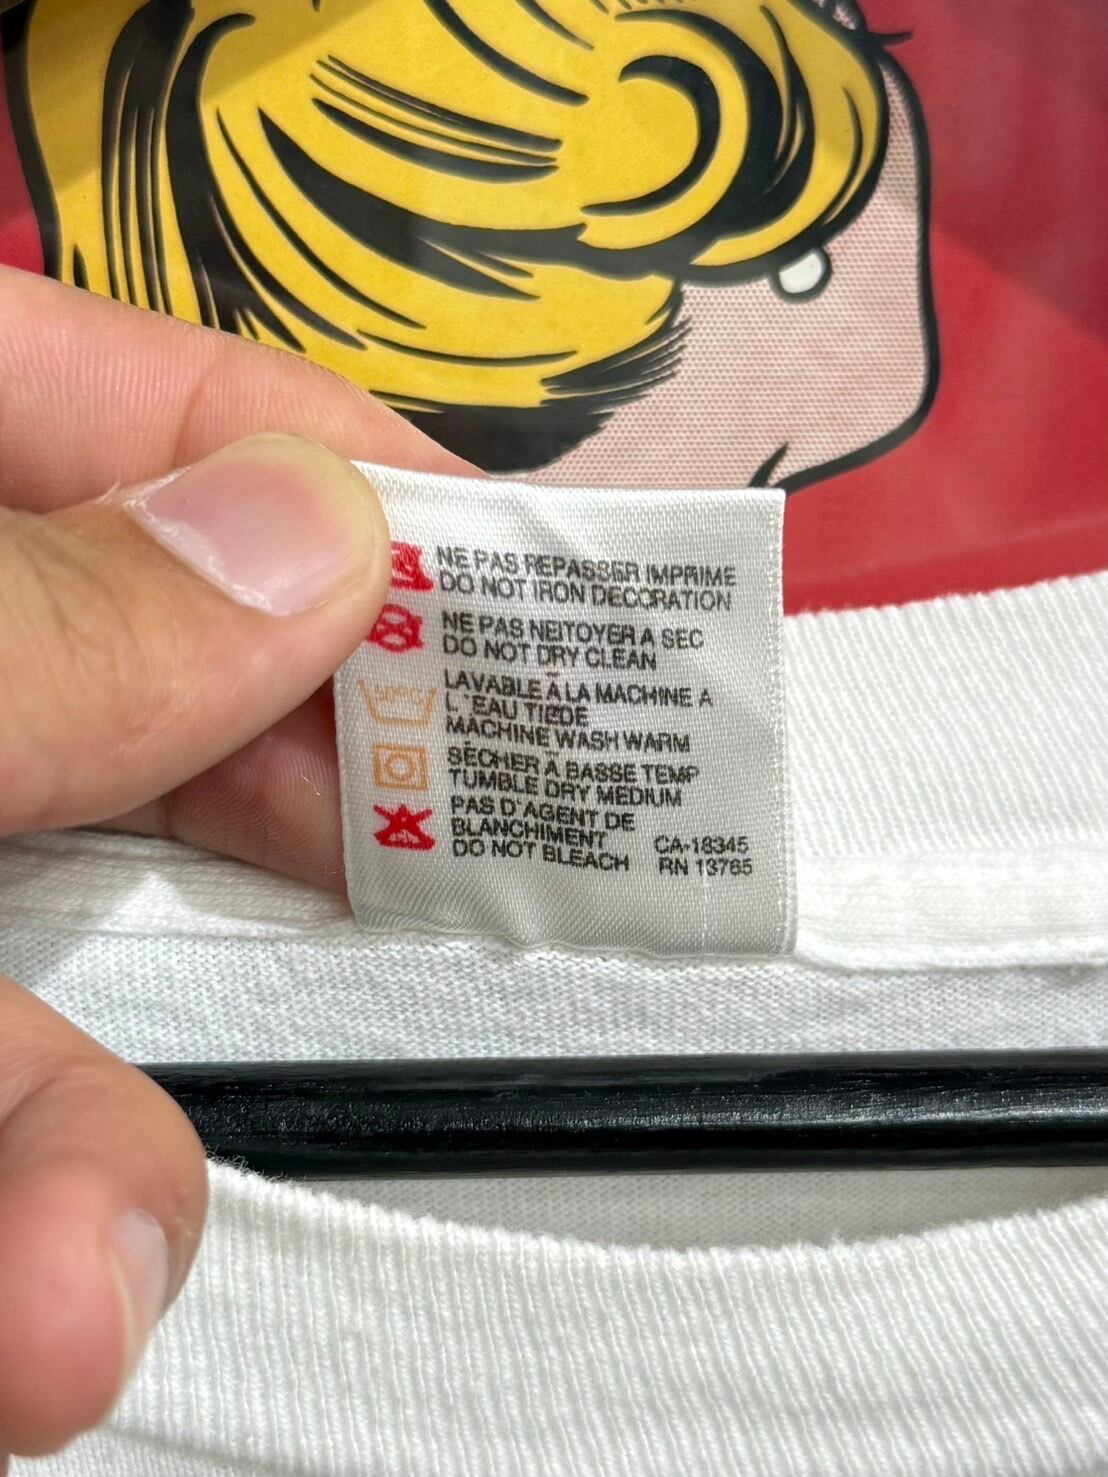 NE PAS REPASSER IMPRIME
DO NOT IRON DECORATION
NE PAS NETTOYER A SEC
DO NOT DRY CLEAN
LAVABLE À LA MACHINE A
L'EAU TIEDE
MACHINE WASH WARM
SÈCHER À BASSE TEMP
TUMBLE DRY MEDIUM
PAS D'AGENT DE
BLANCHIMENT
DO NOT BLEACH
CA-18345
RN 13765